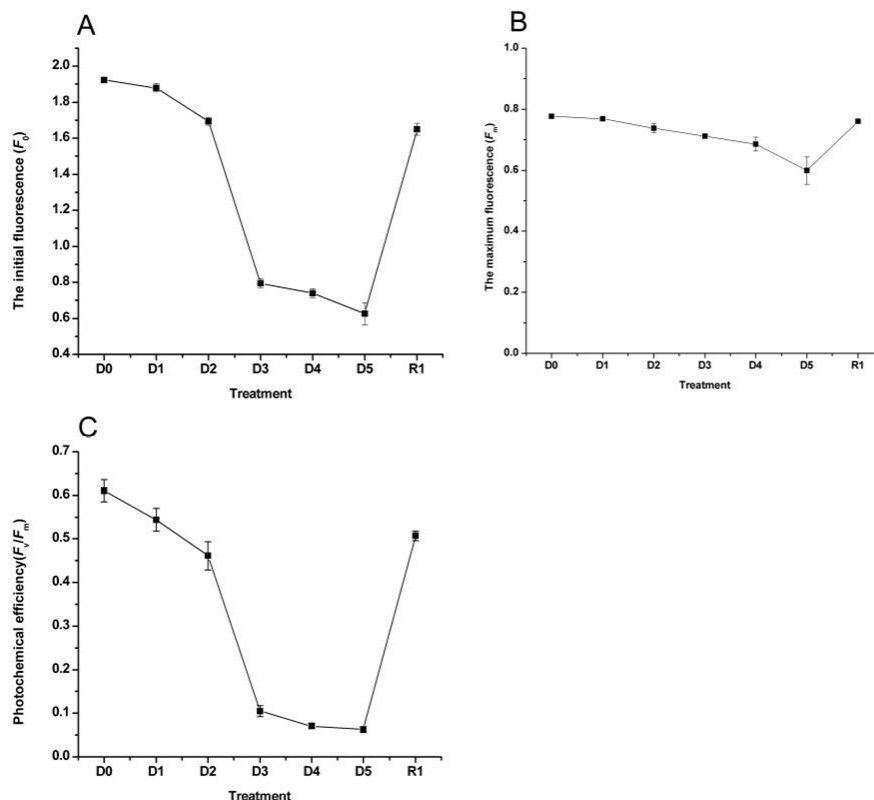 A
The initial fluorescence (F0)
2.0
1.8
1.6
1.4
1.2
1.0
0.8
0.6
0.4
D0 D1 D2 D3 D4 D5 R1
Treatment
B
The maximum fluorescence (Fm)
1.0
0.8
0.6
0.4
0.2
0.0
D0 D1 D2 D3 D4 D5 R1
Treatment
C
Photochemical efficiency(Fv/Fm)
0.7
0.6
0.5
0.4
0.3
0.2
0.1
0.0
D0 D1 D2 D3 D4 D5 R1
Treatment